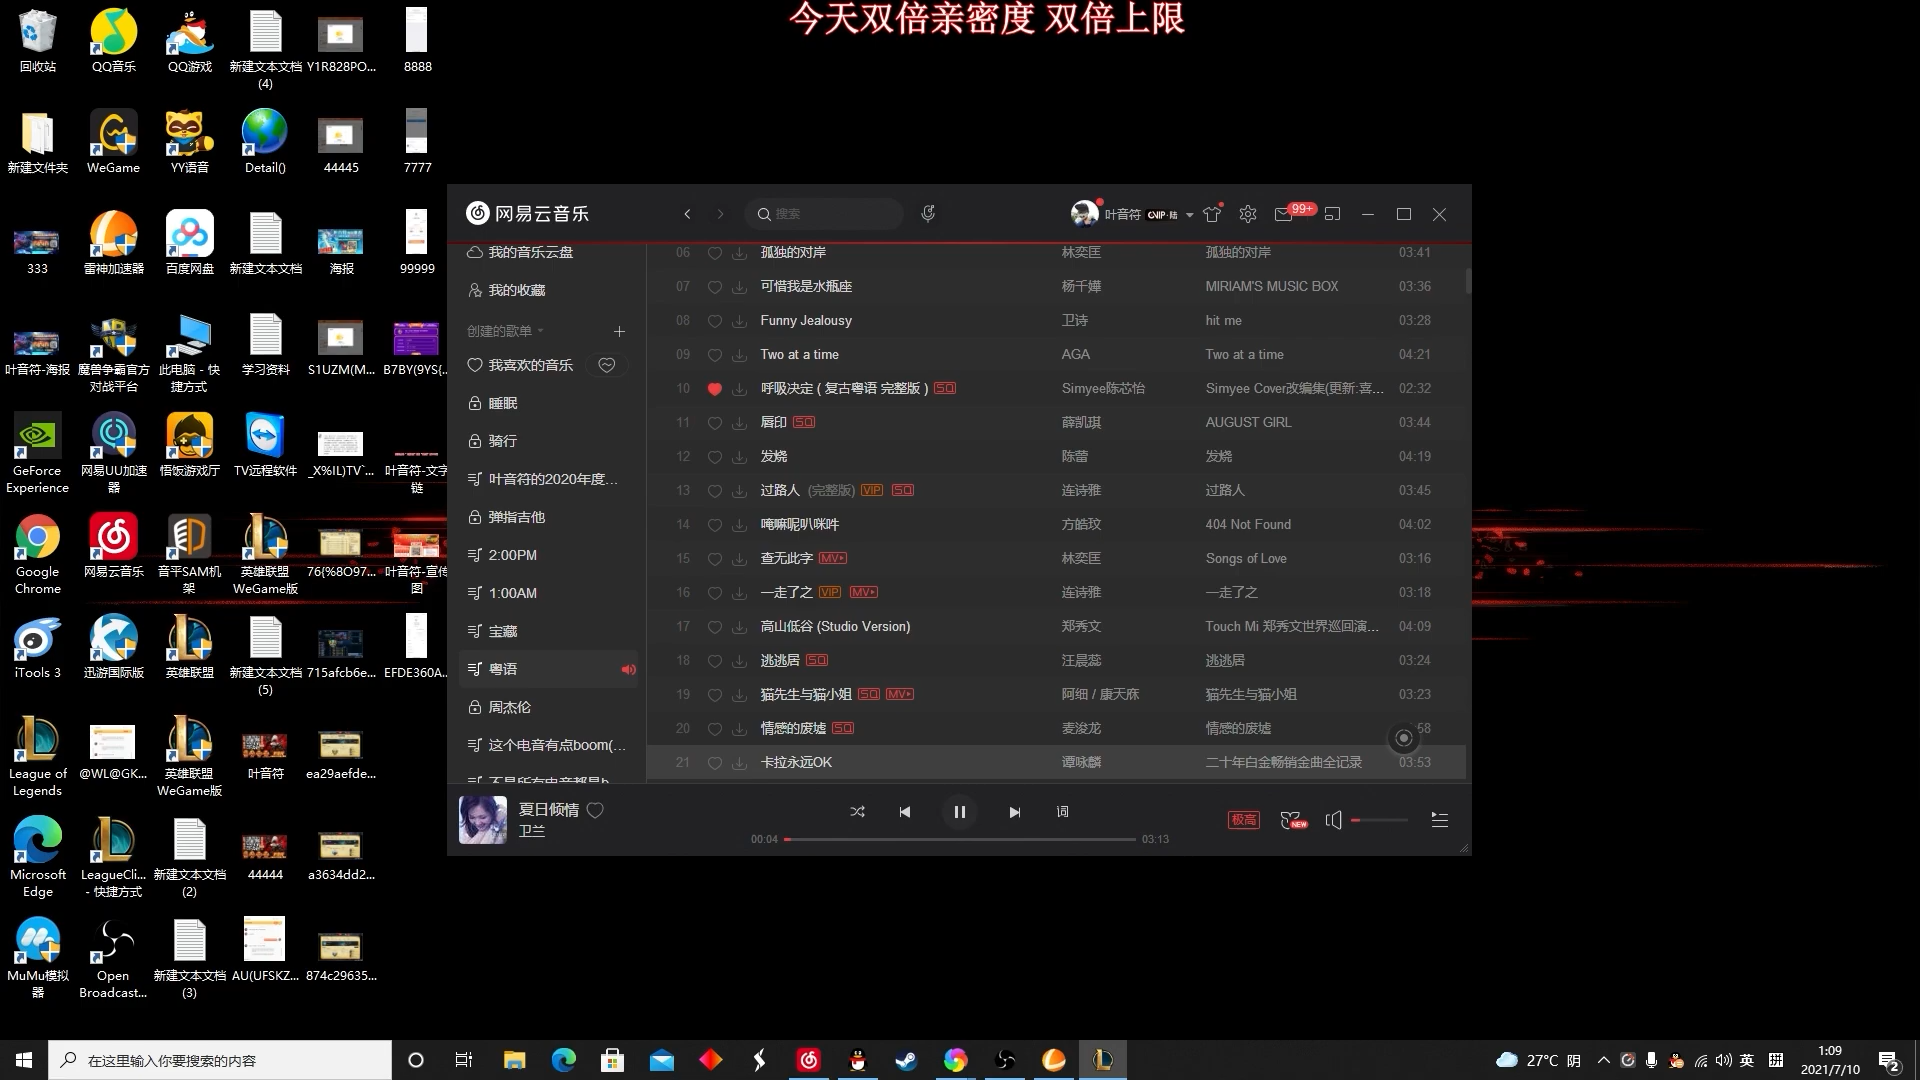 今天双倍亲密度 双倍上限
回收站
QQ音乐
QQ游戏
新建文本文档
(4)
Y1R828PO...
8888
新建文件夹
WeGame
YY语音
Detail()
44445
7777
333
雷神加速器
百度网盘
新建文本文档
海报
99999
叶音符-海报
魔兽争霸官方
对战平台
此电脑 - 快
捷方式
学习资料
S1UZM(M...
B7BY(9YS{...
GeForce
Experience
网易UU加速
器
悟饭游戏厅
TV远程软件
_X%IL)TV`...
叶音符-文字
链
Google
Chrome
网易云音乐
音平SAM机
架
英雄联盟
WeGame版
76{%8O97...
叶音符-宣传
图
iTools 3
迅游国际版
英雄联盟
新建文本文档
(5)
715afcb6e...
EFDE360A...
League of
Legends
@WL@GK...
英雄联盟
WeGame版
叶音符
ea29aefde...
Microsoft
Edge
LeagueCli...
- 快捷方式
新建文本文档
(2)
44444
a3634dd2...
MuMu模拟
器
Open
Broadcast...
新建文本文档
(3)
AU(UFSKZ...
874c29635...
网易云音乐
搜索
叶音符
VIP·陆
99+
我的音乐云盘
我的收藏
创建的歌单
我喜欢的音乐
睡眠
骑行
叶音符的2020年度...
弹指吉他
2:00PM
1:00AM
宝藏
粤语
周杰伦
这个电音有点boom(...
06 孤独的对岸 林奕匡 孤独的对岸 03:41
07 可惜我是水瓶座 杨千嬅 MIRIAM'S MUSIC BOX 03:36
08 Funny Jealousy 卫诗 hit me 03:28
09 Two at a time AGA Two at a time 04:21
10 呼吸决定 ( 复古粤语 完整版 ) SQ Simyee陈芯怡 Simyee Cover改编集(更新:喜... 02:32
11 唇印 SQ 薛凯琪 AUGUST GIRL 03:44
12 发烧 陈蕾 发烧 04:19
13 过路人 (完整版) VIP SQ 连诗雅 过路人 03:45
14 唵嘛呢叭咪吽 方皓玟 404 Not Found 04:02
15 查无此字 MV 林奕匡 Songs of Love 03:16
16 一走了之 VIP MV 连诗雅 一走了之 03:18
17 高山低谷 (Studio Version) 郑秀文 Touch Mi 郑秀文世界巡回演... 04:09
18 逃逃居 SQ 汪晨蕊 逃逃居 03:24
19 猫先生与猫小姐 SQ MV 阿细 / 康天庥 猫先生与猫小姐 03:23
20 情感的废墟 SQ 麦浚龙 情感的废墟 58
21 卡拉永远OK 谭咏麟 二十年白金畅销金曲全记录 03:53
夏日倾情
卫兰
词
00:04
03:13
极高
NEW
在这里输入你要搜索的内容
27°C 阴
英
拼
1:09
2021/7/10
2